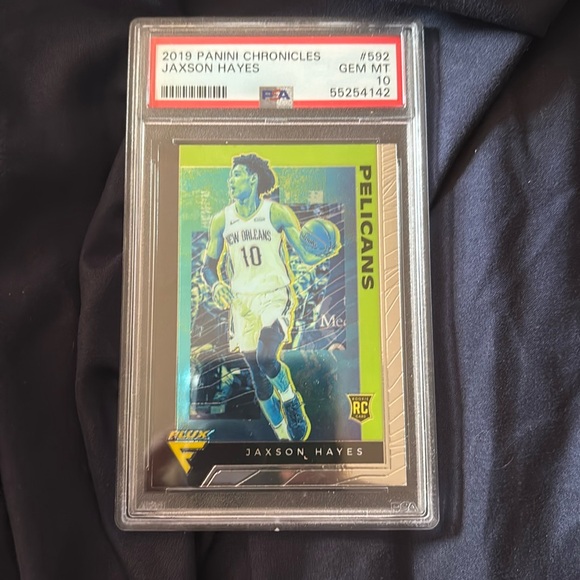 2019 PANINI CHRONICLES #592
JAXSON HAYES GEM MT
10
PSA 55254142
PELICANS
NEW ORLEANS
10
Me
RC
FLUX
JAXSON HAYES